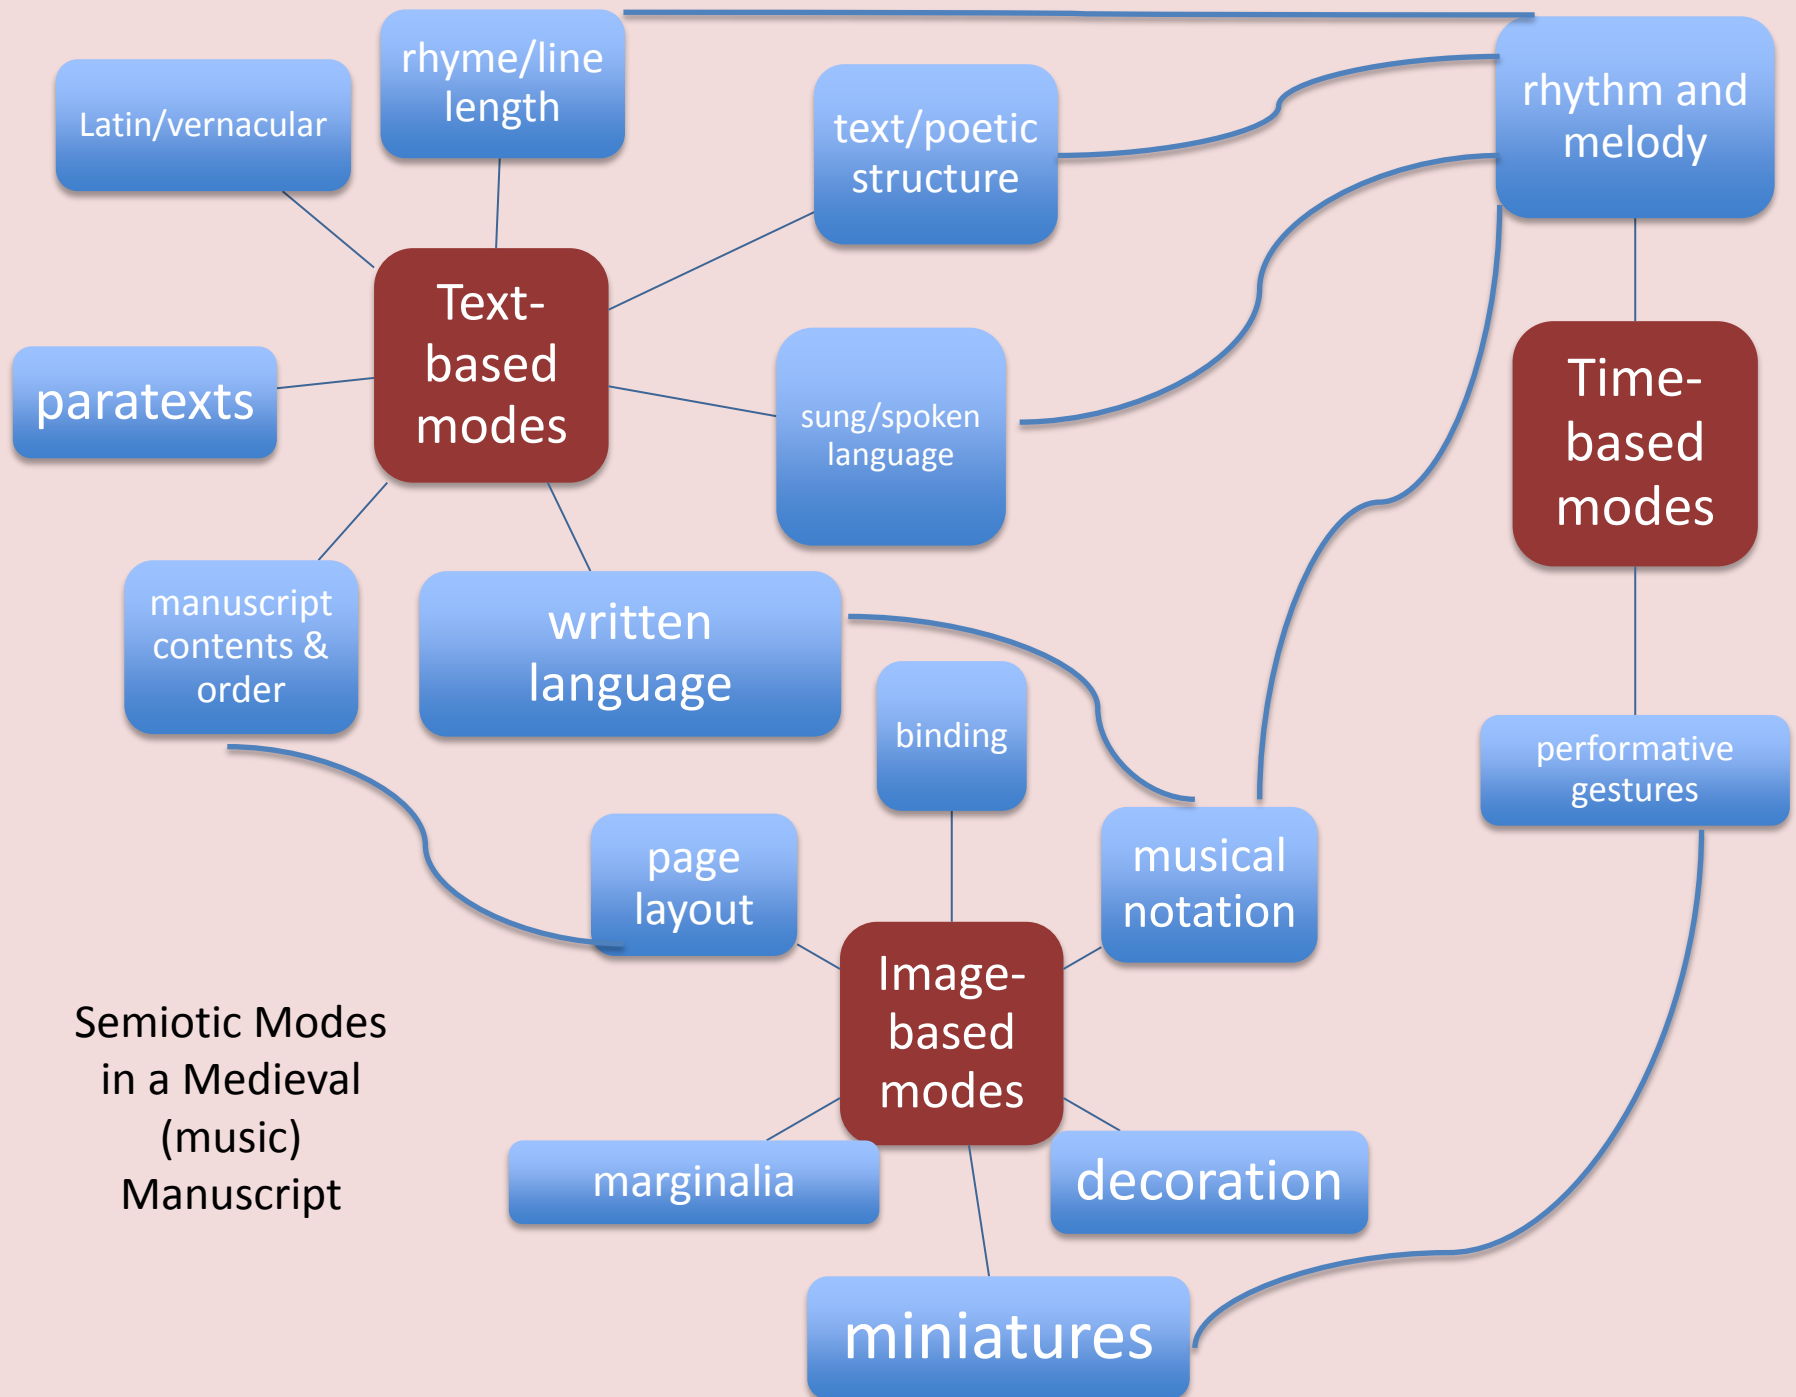 rhyme/line
length
Latin/vernacular
text/poetic
structure
rhythm and
melody
Text-
based
modes
paratexts
sung/spoken
language
Time-
based
modes
manuscript
contents &
order
written
language
binding
performative
gestures
page
layout
musical
notation
Image-
based
modes
Semiotic Modes
in a Medieval
(music)
Manuscript
marginalia
decoration
miniatures